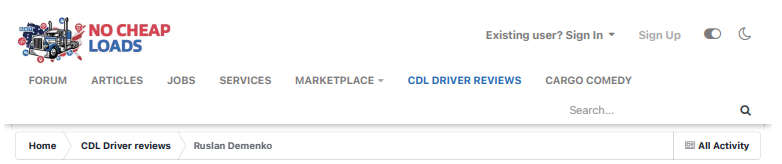 NO CHEAP
LOADS
Existing user? Sign In Sign Up
FORUM ARTICLES JOBS SERVICES MARKETPLACE CDL DRIVER REVIEWS CARGO COMEDY
Search...
Home CDL Driver reviews Ruslan Demenko All Activity